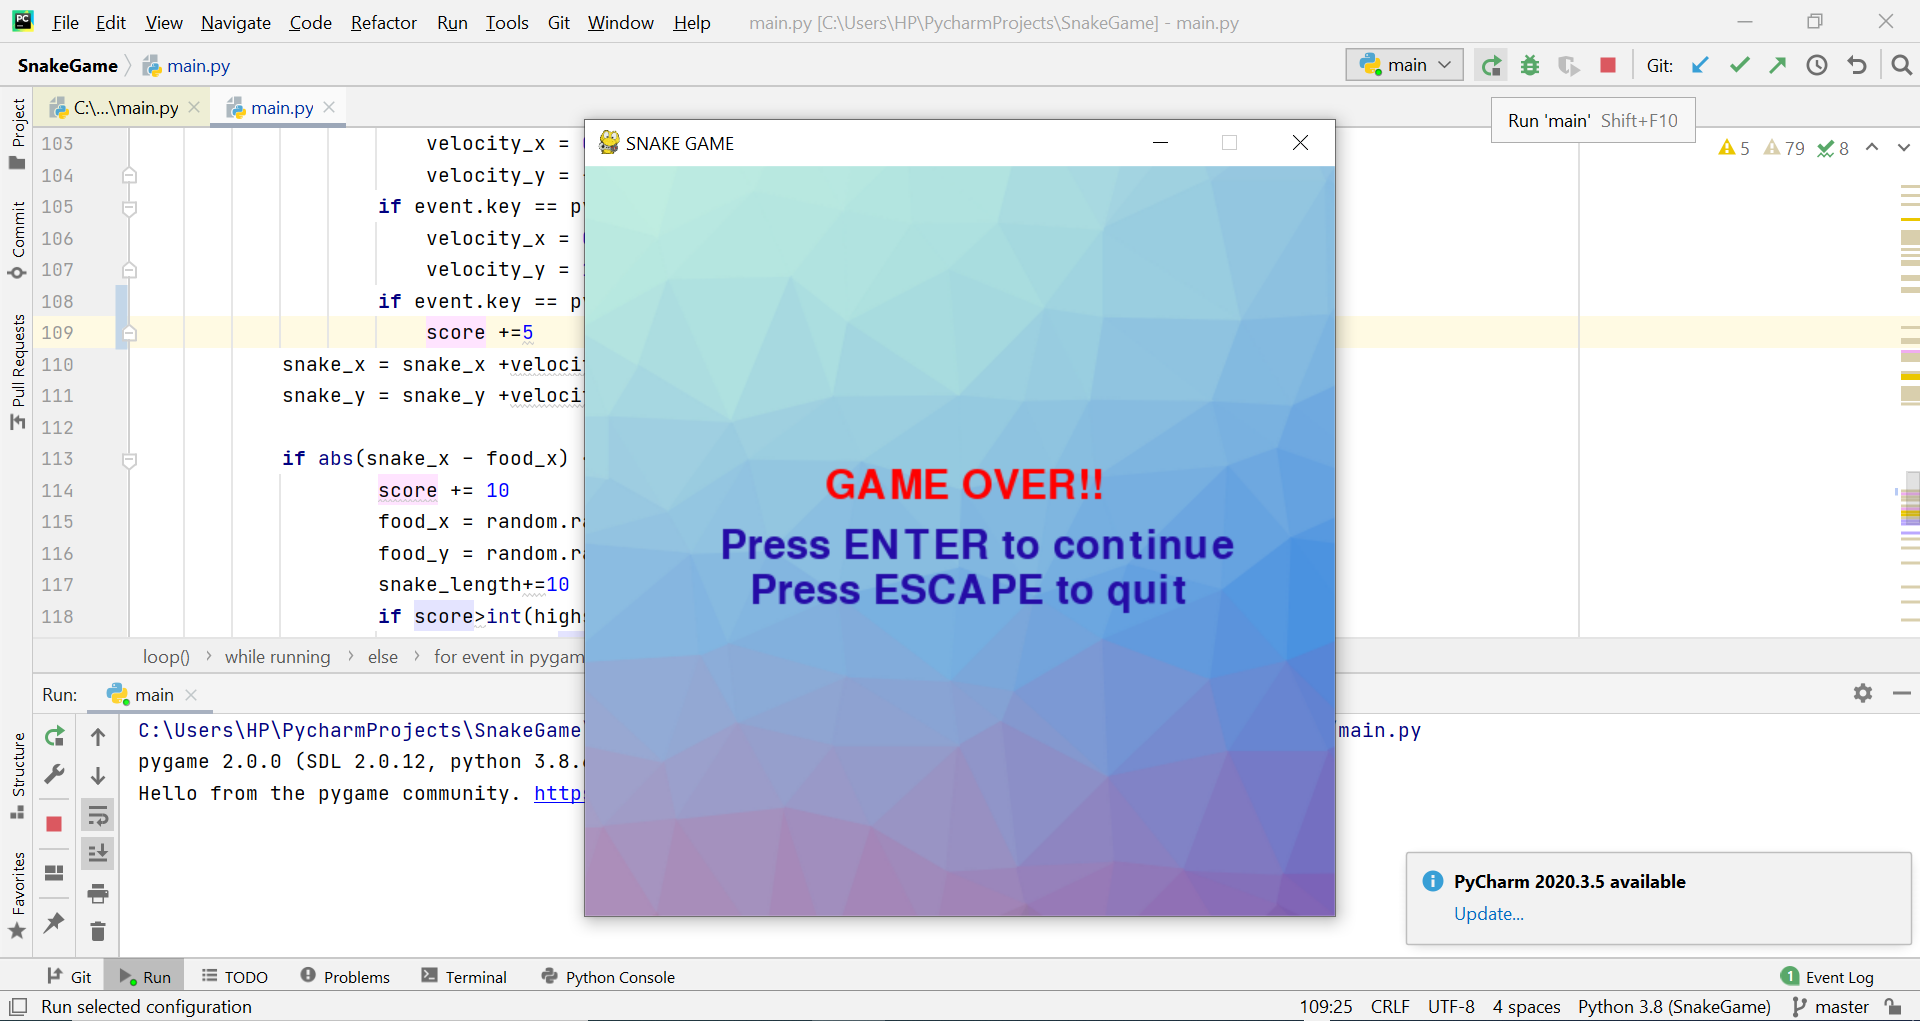 File Edit View Navigate Code Refactor Run Tools Git Window Help main.py [C:\Users\HP\PycharmProjects\SnakeGame] - main.py
SnakeGame main.py main Git:
C:\...\main.py main.py
Run 'main' Shift+F10
5 79 8
Project
Commit
Pull Requests
Structure
Favorites
103 velocity_x =
104 velocity_y =
105 if event.key ==
106 velocity_x =
107 velocity_y =
108 if event.key ==
109 score +=5
110 snake_x = snake_x +veloci
111 snake_y = snake_y +veloci
112
113 if abs(snake_x - food_x)
114 score += 10
115 food_x = random.r
116 food_y = random.r
117 snake_length+=10
118 if score>int(high
SNAKE GAME
GAME OVER!!
Press ENTER to continue
Press ESCAPE to quit
loop() while running else for event in pygam
Run: main
C:\Users\HP\PycharmProjects\SnakeGame main.py
pygame 2.0.0 (SDL 2.0.12, python 3.8.
Hello from the pygame community. http
PyCharm 2020.3.5 available
Update...
Git Run TODO Problems Terminal Python Console 1 Event Log
Run selected configuration 109:25 CRLF UTF-8 4 spaces Python 3.8 (SnakeGame) master